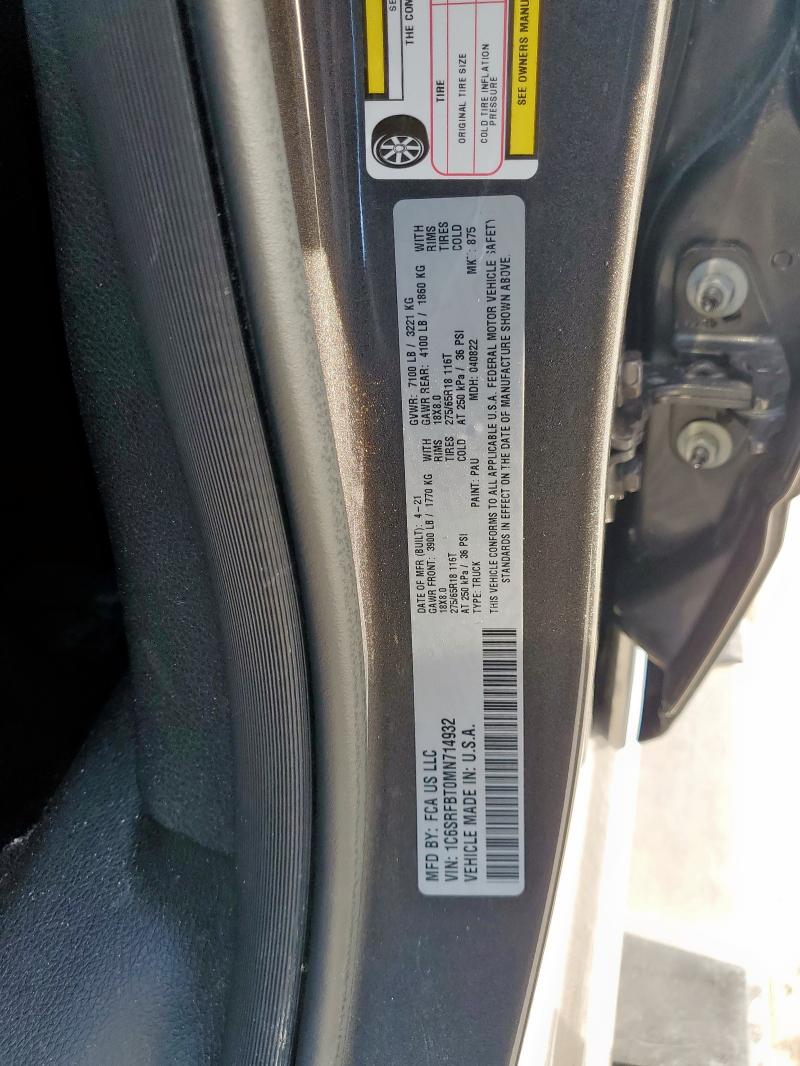 MFD BY: FCA US LLC
VIN: 1C6SRFBT0MN714932
VEHICLE MADE IN: U.S.A.
DATE OF MFR (BUILT): 4-21
GAWR FRONT: 3900 LB / 1770 KG WITH
18X8.0 RIMS
275/65R18 116T TIRES
AT 250 kPa / 36 PSI COLD
TYPE: TRUCK PAINT: PAU
GVWR: 7100 LB / 3221 KG
GAWR REAR: 4100 LB / 1860 KG WITH
18X8.0 RIMS
275/65R18 116T TIRES
AT 250 kPa / 36 PSI COLD
MDH: 040822 MK : 875
THIS VEHICLE CONFORMS TO ALL APPLICABLE U.S.A. FEDERAL MOTOR VEHICLE SAFETY
STANDARDS IN EFFECT ON THE DATE OF MANUFACTURE SHOWN ABOVE.
SE
THE CON
TIRE
ORIGINAL TIRE SIZE
COLD TIRE INFLATION
PRESSURE
SEE OWNERS MANU